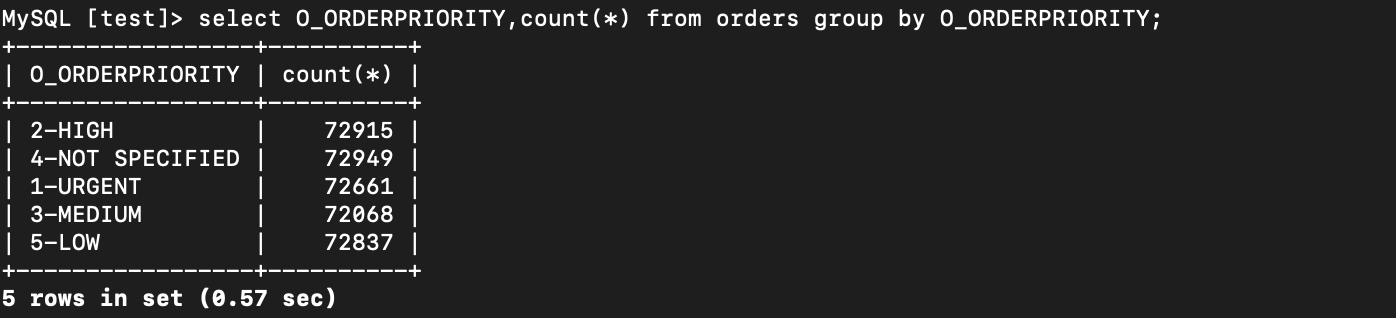 MySQL [test]> select O_ORDERPRIORITY,count(*) from orders group by O_ORDERPRIORITY;
+-----------------+----------+
| O_ORDERPRIORITY | count(*) |
+-----------------+----------+
| 2-HIGH          |    72915 |
| 4-NOT SPECIFIED |    72949 |
| 1-URGENT        |    72661 |
| 3-MEDIUM        |    72068 |
| 5-LOW           |    72837 |
+-----------------+----------+
5 rows in set (0.57 sec)